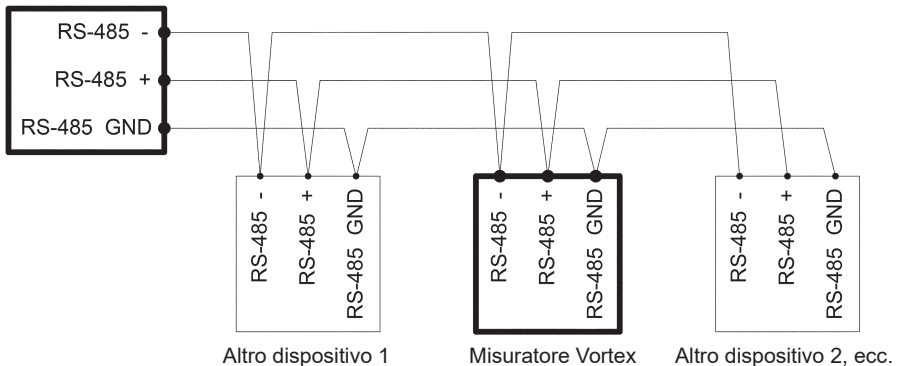 RS-485 -
RS-485 +
RS-485 GND
RS-485 -
RS-485 +
RS-485 GND
RS-485 -
RS-485 +
RS-485 GND
RS-485 -
RS-485 +
RS-485 GND
Altro dispositivo 1
Misuratore Vortex
Altro dispositivo 2, ecc.